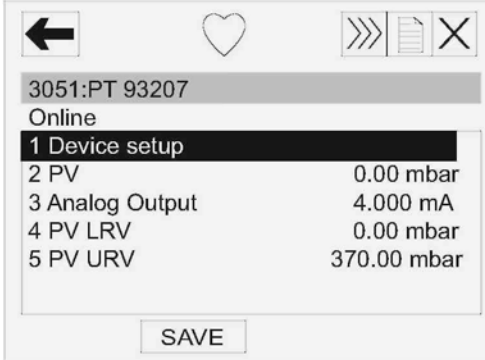 3051:PT 93207
Online
1 Device setup
2 PV 0.00 mbar
3 Analog Output 4.000 mA
4 PV LRV 0.00 mbar
5 PV URV 370.00 mbar
SAVE